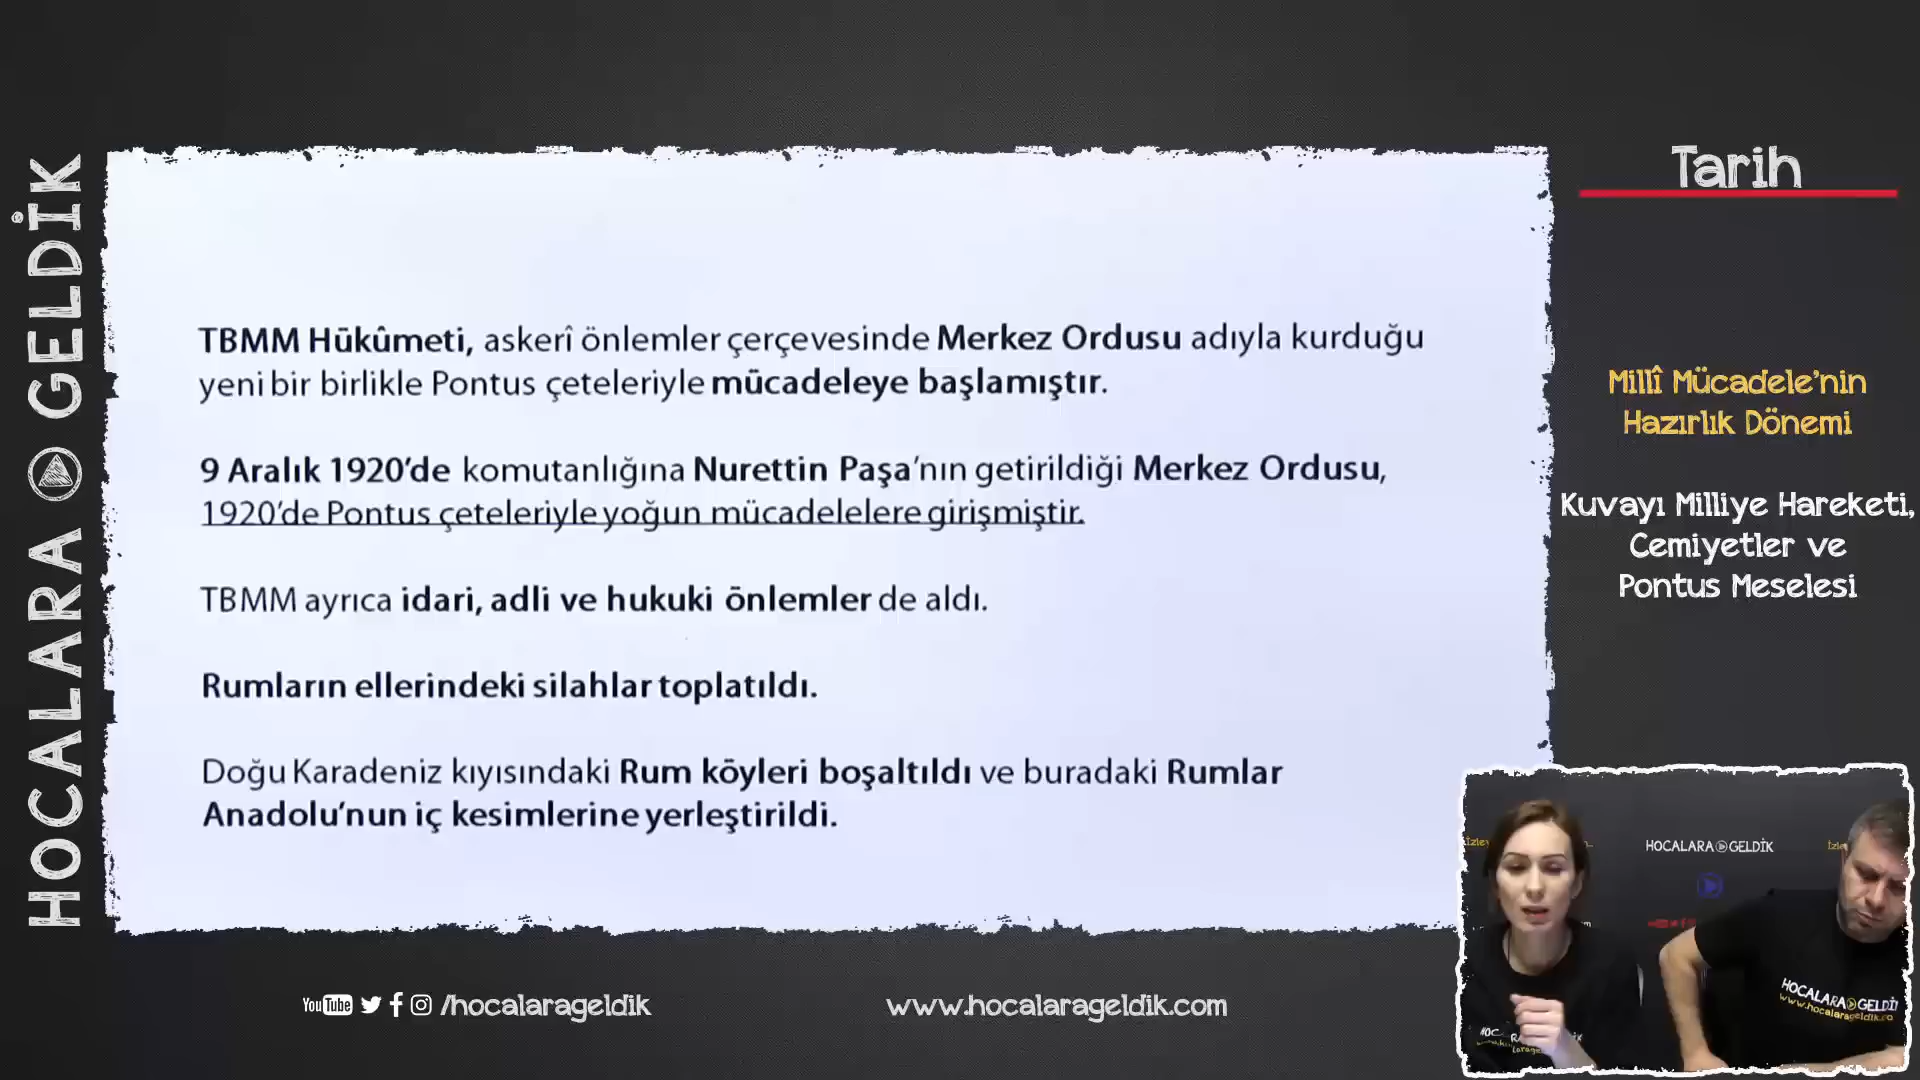 HOCALARA GELDİK
TBMM Hükûmeti, askerî önlemler çerçevesinde Merkez Ordusu adıyla kurduğu
yeni bir birlikle Pontus çeteleriyle mücadeleye başlamıştır.
9 Aralık 1920'de komutanlığına Nurettin Paşa'nın getirildiği Merkez Ordusu,
1920'de Pontus çeteleriyle yoğun mücadelelere girişmiştir.
TBMM ayrıca idari, adli ve hukuki önlemler de aldı.
Rumların ellerindeki silahlar toplatıldı.
Doğu Karadeniz kıyısındaki Rum köyleri boşaltıldı ve buradaki Rumlar
Anadolu'nun iç kesimlerine yerleştirildi.
Tarih
Millî Mücadele'nin
Hazırlık Dönemi
Kuvayı Milliye Hareketi,
Cemiyetler ve
Pontus Meselesi
YouTube /hocalarageldik
www.hocalarageldik.com
HOCALARA GELDİK
HOCALARA GELDİ